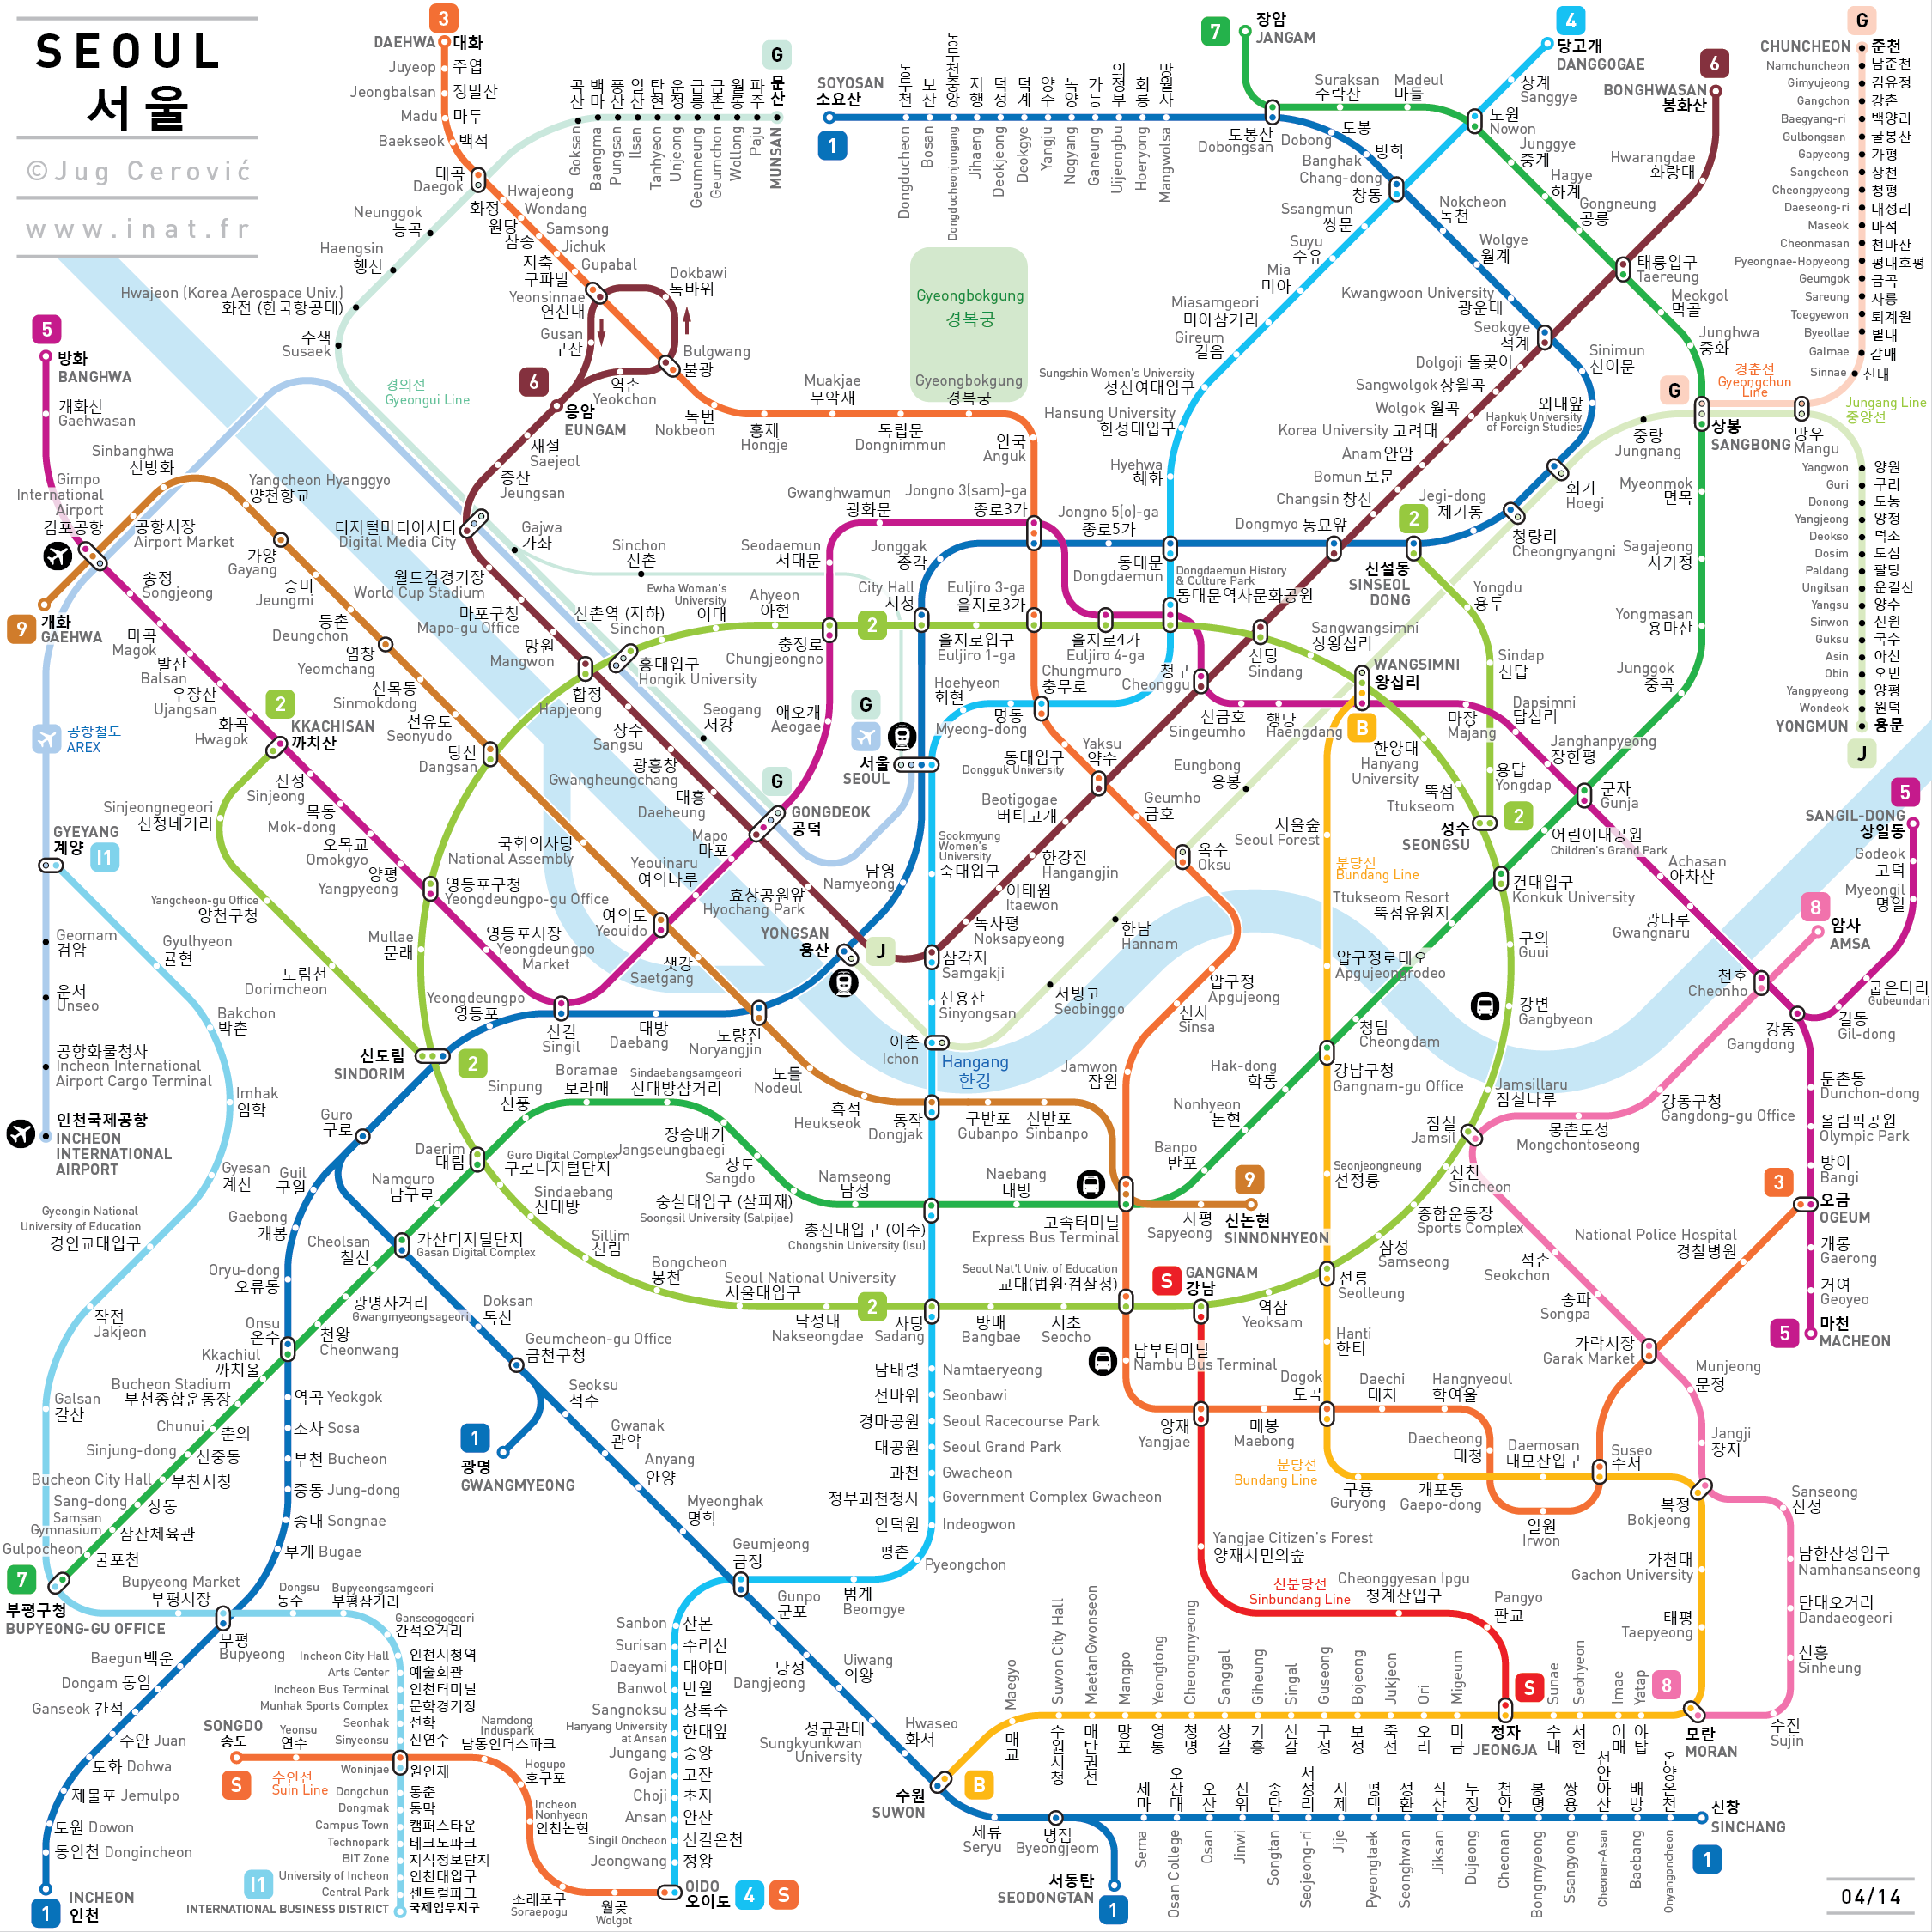 SEOUL
서울
©Jug Cerović
www.inat.fr
3
DAEHWA 대화
Juyeop 주엽
Jeongbalsan 정발산
Madu 마두
Baekseok 백석
대곡
Daegok
Hwajeong
화정
Wondang
원당
Samsong
삼송
Jichuk
지축
Gupabal
구파발
Yeonsinnae
연신내
Gusan
구산
Dokbawi
독바위
Bulgwang
불광
역촌
Yeokchon
6
응암
EUNGAM
새절
Saejeol
증산
Jeungsan
녹번
Nokbeon
홍제
Hongje
Muakjae
무악재
독립문
Dongnimmun
Gyeongbokgung
경복궁
Gyeongbokgung
경복궁
안국
Anguk
G
문산
MUNSAN
곡산
Goksan
백마
Baengma
풍산
Pungsan
일산
Ilsan
탄현
Tanhyeon
운정
Unjeong
금릉
Geumneung
금촌
Geumchon
월롱
Wollong
파주
Paju
Neunggok
능곡
Haengsin
행신
Hwajeon (Korea Aerospace Univ.)
화전 (한국항공대)
수색
Susaek
경의선
Gyeongui Line
SOYOSAN
소요산
1
동두천
Dongducheon
보산
Bosan
동두천중앙
Dongducheonjungang
지행
Jihaeng
덕정
Deokjeong
덕계
Deokgye
양주
Yangju
녹양
Nogyang
가능
Ganeung
의정부
Uijeongbu
회룡
Hoeryong
망월사
Mangwolsa
7
장암
JANGAM
도봉산
Dobongsan
Suraksan
수락산
Madeul
마들
4
당고개
DANGGOGAE
상계
Sanggye
노원
Nowon
Dobong
도봉
Banghak
방학
Chang-dong
창동
Ssangmun
쌍문
Suyu
수유
Mia
미아
Miasamgeori
미아삼거리
Gireum
길음
Sungshin Women's University
성신여대입구
Hansung University
한성대입구
Hyehwa
혜화
Junggye
중계
Hagye
하계
Gongneung
공릉
Nokcheon
녹천
Wolgye
월계
Kwangwoon University
광운대
Seokgye
석계
6
BONGHWASAN
봉화산
Hwarangdae
화랑대
태릉입구
Taereung
Meokgol
먹골
Junghwa
중화
Sinimun
신이문
Dolgoji 돌곶이
Sangwolgok 상월곡
Wolgok 월곡
Korea University 고려대
Anam 안암
Bomun 보문
Changsin 창신
Dongmyo 동묘앞
외대앞
Hankuk University
of Foreign Studies
회기
Hoegi
청량리
Cheongnyangni
Jegi-dong
제기동
2
신설동
SINSEOL
DONG
중랑
Jungnang
G
상봉
SANGBONG
경춘선
Gyeongchun
Line
망우
Mangu
Jungang Line
중앙선
G
CHUNCHEON 춘천
Namchuncheon 남춘천
Gimyujeong 김유정
Gangchon 강촌
Baegyang-ri 백양리
Gulbongsan 굴봉산
Gapyeong 가평
Sangcheon 상천
Cheongpyeong 청평
Daeseong-ri 대성리
Maseok 마석
Cheonmasan 천마산
Pyeongnae-Hopyeong 평내호평
Geumgok 금곡
Sareung 사릉
Toegyewon 퇴계원
Byeollae 별내
Galmae 갈매
Sinnae 신내
Yangwon 양원
Guri 구리
Donong 도농
Yangjeong 양정
Deokso 덕소
Dosim 도심
Paldang 팔당
Ungilsan 운길산
Yangsu 양수
Sinwon 신원
Guksu 국수
Asin 아신
Obin 오빈
Yangpyeong 양평
Wondeok 원덕
YONGMUN 용문
J
Myeonmok
면목
Sagajeong
사가정
Yongmasan
용마산
Junggok
중곡
5
방화
BANGHWA
개화산
Gaehwasan
Gimpo
International
Airport
김포공항
Sinbanghwa
신방화
공항시장
Airport Market
9
개화
GAEHWA
Yangcheon Hyanggyo
양천향교
가양
Gayang
증미
Jeungmi
등촌
Deungchon
염창
Yeomchang
신목동
Sinmokdong
선유도
Seonyudo
당산
Dangsan
송정
Songjeong
마곡
Magok
발산
Balsan
우장산
Ujangsan
화곡
Hwagok
2
KKACHISAN
까치산
신정
Sinjeong
목동
Mok-dong
오목교
Omokgyo
양평
Yangpyeong
영등포구청
Yeongdeungpo-gu Office
영등포시장
Yeongdeungpo
Market
Sinjeongnegeori
신정네거리
Yangcheon-gu Office
양천구청
도림천
Dorimcheon
Mullae
문래
공항철도
AREX
GYEYANG
계양
I1
Geomam
검암
운서
Unseo
공항화물청사
Incheon International
Airport Cargo Terminal
인천국제공항
INCHEON
INTERNATIONAL
AIRPORT
Gyulhyeon
귤현
Bakchon
박촌
Imhak
임학
Gyesan
계산
Gyeongin National
University of Education
경인교대입구
작전
Jakjeon
Galsan
갈산
디지털미디어시티
Digital Media City
월드컵경기장
World Cup Stadium
마포구청
Mapo-gu Office
망원
Mangwon
합정
Hapjeong
상수
Sangsu
광흥창
Gwangheungchang
대흥
Daeheung
G
GONGDEOK
공덕
효창공원앞
Hyochang Park
Gajwa
가좌
Sinchon
신촌
신촌역 (지하)
Sinchon
홍대입구
Hongik University
Ewha Woman's
University
이대
Ahyeon
아현
충정로
Chungjeongno
Seogang
서강
애오개
Aeogae
Mapo
마포
Yeouinaru
여의나루
여의도
Yeouido
국회의사당
National Assembly
샛강
Saetgang
노량진
Noryangjin
Seodaemun
서대문
Gwanghwamun
광화문
Jongno 3(sam)-ga
종로3가
Jonggak
종각
City Hall
시청
Jongno 5(o)-ga
종로5가
동대문
Dongdaemun
Dongdaemun History
& Culture Park
동대문역사문화공원
2
을지로입구
Euljiro 1-ga
Euljiro 3-ga
을지로3가
을지로4가
Euljiro 4-ga
Chungmuro
충무로
청구
Cheonggu
신당
Sindang
Sangwangsimni
상왕십리
WANGSIMNI
왕십리
B
Yongdu
용두
Sindap
신답
용답
Yongdap
G
서울
SEOUL
Hoehyeon
회현
명동
Myeong-dong
동대입구
Dongguk University
Yaksu
약수
신금호
Singeumho
행당
Haengdang
마장
Majang
Dapsimni
답십리
Janghanpyeong
장한평
군자
Gunja
한양대
Hanyang
University
뚝섬
Ttukseom
성수
SEONGSU
2
Eungbong
응봉
Geumho
금호
옥수
Oksu
Beotigogae
버티고개
한강진
Hangangjin
이태원
Itaewon
녹사평
Noksapyeong
삼각지
Samgakji
Sookmyung
Women's
University
숙대입구
남영
Namyeong
YONGSAN
용산
J
신용산
Sinyongsan
이촌
Ichon
Hangang
한강
서빙고
Seobinggo
한남
Hannam
서울숲
Seoul Forest
분당선
Bundang Line
압구정로데오
Apgujeongrodeo
압구정
Apgujeong
신사
Sinsa
Jamwon
잠원
어린이대공원
Children's Grand Park
건대입구
Konkuk University
Ttukseom Resort
뚝섬유원지
청담
Cheongdam
강남구청
Gangnam-gu Office
Hak-dong
학동
Nonhyeon
논현
Banpo
반포
구의
Guui
강변
Gangbyeon
Jamsillaru
잠실나루
잠실
Jamsil
신천
Sincheon
종합운동장
Sports Complex
삼성
Samseong
선릉
Seolleung
Seonjeongneung
선정릉
역삼
Yeoksam
S
GANGNAM
강남
Achasan
아차산
광나루
Gwangnaru
천호
Cheonho
강동
Gangdong
5
SANGIL-DONG
상일동
Godeok
고덕
Myeongil
명일
굽은다리
Gubeundari
길동
Gil-dong
8
암사
AMSA
강동구청
Gangdong-gu Office
몽촌토성
Mongchontoseong
둔촌동
Dunchon-dong
올림픽공원
Olympic Park
방이
Bangi
3
오금
OGEUM
개롱
Gaerong
거여
Geoyeo
5
마천
MACHEON
National Police Hospital
경찰병원
석촌
Seokchon
송파
Songpa
가락시장
Garak Market
Munjeong
문정
Jangji
장지
복정
Bokjeong
Sanseong
산성
남한산성입구
Namhansanseong
단대오거리
Dandaeogeori
신흥
Sinheung
수진
Sujin
8
모란
MORAN
가천대
Gachon University
태평
Taepyeong
신도림
SINDORIM
2
Yeongdeungpo
영등포
신길
Singil
대방
Daebang
Guro
구로
Guil
구일
Gaebong
개봉
Oryu-dong
오류동
Onsu
온수
역곡 Yeokgok
소사 Sosa
부천 Bucheon
중동 Jung-dong
송내 Songnae
부개 Bugae
부평
Bupyeong
Baegun 백운
Dongam 동암
Ganseok 간석
주안 Juan
도화 Dohwa
제물포 Jemulpo
도원 Dowon
동인천 Dongincheon
1
INCHEON
인천
Daerim
대림
Guro Digital Complex
구로디지털단지
Sindaebang
신대방
Sillim
신림
Bongcheon
봉천
Seoul National University
서울대입구
낙성대
Nakseongdae
2
사당
Sadang
방배
Bangbae
서초
Seocho
Seoul Nat'l Univ. of Education
교대(법원·검찰청)
Sinpung
신풍
Boramae
보라매
Sindaebangsamgeori
신대방삼거리
장승배기
Jangseungbaegi
상도
Sangdo
숭실대입구 (살피재)
Soongsil University (Salpijae)
Namseong
남성
총신대입구 (이수)
Chongshin University (Isu)
Naebang
내방
고속터미널
Express Bus Terminal
노들
Nodeul
흑석
Heukseok
동작
Dongjak
구반포
Gubanpo
신반포
Sinbanpo
사평
Sapyeong
9
신논현
SINNONHYEON
Namguro
남구로
가산디지털단지
Gasan Digital Complex
Cheolsan
철산
광명사거리
Gwangmyeongsageori
천왕
Cheonwang
Kkachiul
까치울
Bucheon Stadium
부천종합운동장
Chunui 춘의
Sinjung-dong 신중동
Bucheon City Hall 부천시청
Sang-dong 상동
Samsan
Gymnasium 삼산체육관
Gulpocheon 굴포천
7
부평구청
BUPYEONG-GU OFFICE
Bupyeong Market
부평시장
Dongsu
동수
Bupyeongsamgeori
부평삼거리
Ganseogogeori
간석오거리
Incheon City Hall 인천시청역
Arts Center 예술회관
Incheon Bus Terminal 인천터미널
Munhak Sports Complex 문학경기장
Seonhak 선학
Sinyeonsu 신연수
Woninjae 원인재
Dongchun 동춘
Dongmak 동막
Campus Town 캠퍼스타운
Technopark 테크노파크
BIT Zone 지식정보단지
University of Incheon 인천대입구
Central Park 센트럴파크
INTERNATIONAL BUSINESS DISTRICT 국제업무지구
I1
SONGDO
송도
S
Yeonsu
연수
수인선
Suin Line
Namdong
Induspark
남동인더스파크
Hogupo
호구포
Incheon
Nonhyeon
인천논현
소래포구
Soraepogu
월곶
Wolgot
OIDO
오이도
4
S
Doksan
독산
Geumcheon-gu Office
금천구청
1
광명
GWANGMYEONG
Seoksu
석수
Gwanak
관악
Anyang
안양
Myeonghak
명학
Geumjeong
금정
Gunpo
군포
당정
Dangjeong
Uiwang
의왕
성균관대
Sungkyunkwan
University
Hwaseo
화서
수원
SUWON
B
세류
Seryu
병점
Byeongjeom
서동탄
SEODONGTAN
1
남태령 Namtaeryeong
선바위 Seonbawi
경마공원 Seoul Racecourse Park
대공원 Seoul Grand Park
과천 Gwacheon
정부과천청사 Government Complex Gwacheon
인덕원 Indeogwon
평촌 Pyeongchon
범계
Beomgye
Sanbon 산본
Surisan 수리산
Daeyami 대야미
Banwol 반월
Sangnoksu 상록수
Hanyang University
at Ansan 한대앞
Jungang 중앙
Gojan 고잔
Choji 초지
Ansan 안산
Singil Oncheon 신길온천
Jeongwang 정왕
남부터미널
Nambu Bus Terminal
양재
Yangjae
매봉
Maebong
Dogok
도곡
Hanti
한티
Daechi
대치
Hangnyeoul
학여울
Daecheong
대청
Daemosan
대모산입구
일원
Irwon
Suseo
수서
분당선
Bundang Line
구룡
Guryong
개포동
Gaepo-dong
Yangjae Citizen's Forest
양재시민의숲
신분당선
Sinbundang Line
Cheonggyesan Ipgu
청계산입구
Pangyo
판교
S
정자
JEONGJA
Maegyo
매교
Suwon City Hall
수원시청
MaetanGwonseon
매탄권선
Mangpo
망포
Yeongtong
영통
Cheongmyeong
청명
Sanggal
상갈
Giheung
기흥
Singal
신갈
Guseong
구성
Bojeong
보정
Jukjeon
죽전
Ori
오리
Migeum
미금
Sunae
수내
Seohyeon
서현
Imae
이매
Yatap
야탑
세마
Sema
오산대
Osan College
오산
Osan
진위
Jinwi
송탄
Songtan
서정리
Seojeong-ri
지제
Jije
평택
Pyeongtaek
성환
Seonghwan
직산
Jiksan
두정
Dujeong
천안
Cheonan
봉명
Bongmyeong
쌍용
Ssangyong
천안아산
Cheonan-Asan
배방
Baebang
온양온천
Onyangoncheon
신창
SINCHANG
1
04/14